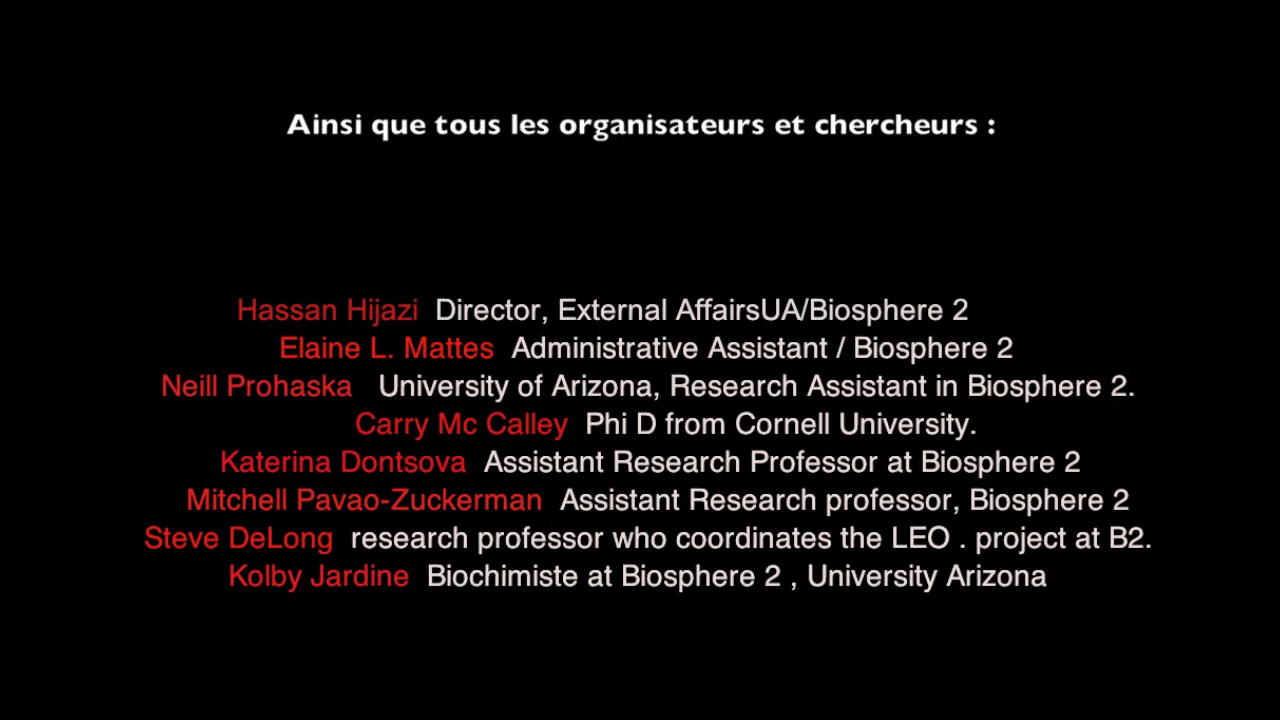 Ainsi que tous les organisateurs et chercheurs :
Hassan Hijazi Director, External AffairsUA/Biosphere 2
Elaine L. Mattes Administrative Assistant / Biosphere 2
Neill Prohaska University of Arizona, Research Assistant in Biosphere 2.
Carry Mc Calley Phi D from Cornell University.
Katerina Dontsova Assistant Research Professor at Biosphere 2
Mitchell Pavao-Zuckerman Assistant Research professor, Biosphere 2
Steve DeLong research professor who coordinates the LEO . project at B2.
Kolby Jardine Biochimiste at Biosphere 2 , University Arizona